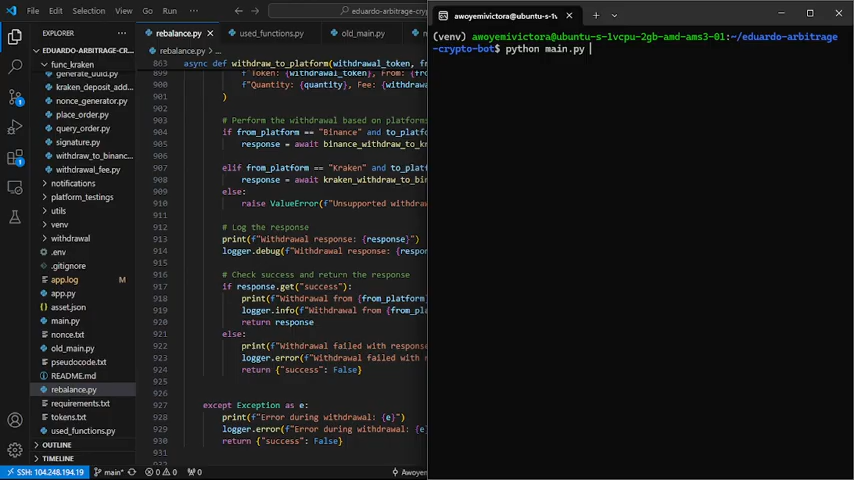 File Edit Selection View Go Run ···
eduardo-arbitrage-cryp
EXPLORER
EDUARDO-ARBITRAGE-CR...
func_kraken
generate_uuid.py
kraken_deposit_add...
nonce_generator.py
place_order.py
query_order.py
signature.py
withdraw_to_binanc...
withdrawal_fee.py
notifications
platform_testings
utils
venv
withdrawal
.env
.gitignore
app.log M
app.py
asset.json
main.py
nonce.txt
old_main.py
pseudocode.txt
README.md
rebalance.py
requirements.txt
tokens.txt
used_functions.py
OUTLINE
TIMELINE
1
1
rebalance.py
used_functions.py
old_main.py
rebalance.py > ...
863 async def withdraw_to_platform(withdrawal_token, from
899 f"Token: {withdrawal_token}, From: {from
900 f"Quantity: {quantity}, Fee: {withdrawal
901 )
902
903 # Perform the withdrawal based on platforms
904 if from_platform == "Binance" and to_platfo
905 response = await binance_withdraw_to_kr
906
907 elif from_platform == "Kraken" and to_platf
908 response = await kraken_withdraw_to_bin
909 else:
910 raise ValueError(f"Unsupported withdraw
911
912 # Log the response
913 print(f"Withdrawal response: {response}")
914 logger.debug(f"Withdrawal response: {respon
915
916 # Check success and return the response
917 if response.get("success"):
918 print(f"Withdrawal from {from_platform}
919 logger.info(f"Withdrawal from {from_pla
920 return response
921 else:
922 print(f"Withdrawal failed with response
923 logger.error(f"Withdrawal failed with r
924 return {"success": False}
925
926
927 except Exception as e:
928 print(f"Error during withdrawal: {e}")
929 logger.error(f"Error during withdrawal: {e}
930 return {"success": False}
931
SSH: 104.248.194.19 main* 0 0 0 Awoyem
awoyemivictora@ubuntu-s-1v
(venv) awoyemivictora@ubuntu-s-1vcpu-2gb-amd-ams3-01:~/eduardo-arbitrage
-crypto-bot$ python main.py